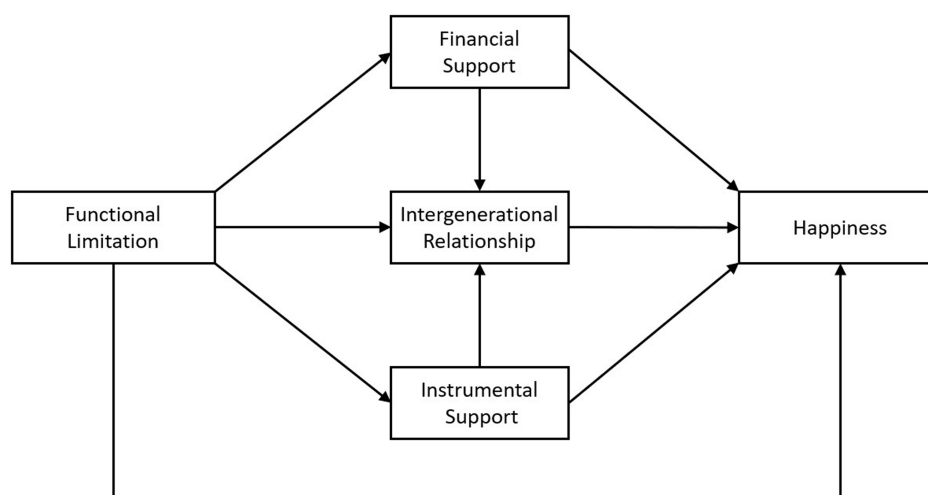 Financial
Support
Functional
Limitation
Intergenerational
Relationship
Happiness
Instrumental
Support